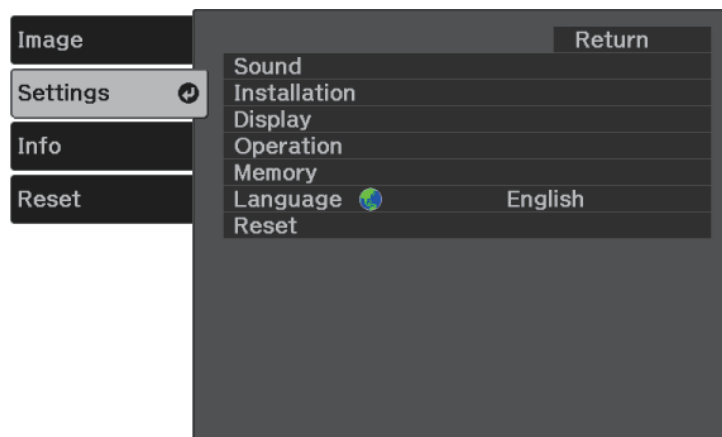 Image
Settings
Info
Reset
Return
Sound
Installation
Display
Operation
Memory
Language English
Reset